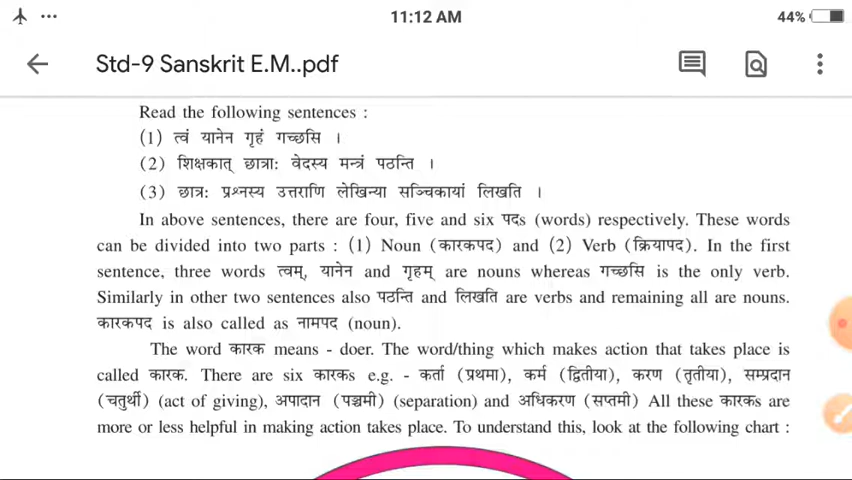 11:12 AM
44%
Std-9 Sanskrit E.M..pdf
Read the following sentences :
(1) त्वं यानेन गृहं गच्छसि ।
(2) शिक्षकात् छात्राः वेदस्य मन्त्रं पठन्ति ।
(3) छात्रः प्रश्नस्य उत्तराणि लेखिन्या सञ्चिकायां लिखति ।
In above sentences, there are four, five and six पदs (words) respectively. These words
can be divided into two parts : (1) Noun (कारकपद) and (2) Verb (क्रियापद). In the first
sentence, three words त्वम्, यानेन and गृहम् are nouns whereas गच्छसि is the only verb.
Similarly in other two sentences also पठन्ति and लिखति are verbs and remaining all are nouns.
कारकपद is also called as नामपद (noun).
The word कारक means - doer. The word/thing which makes action that takes place is
called कारक. There are six कारकs e.g. - कर्ता (प्रथमा), कर्म (द्वितीया), करण (तृतीया), सम्प्रदान
(चतुर्थी) (act of giving), अपादान (पञ्चमी) (separation) and अधिकरण (सप्तमी) All these कारकs are
more or less helpful in making action takes place. To understand this, look at the following chart :